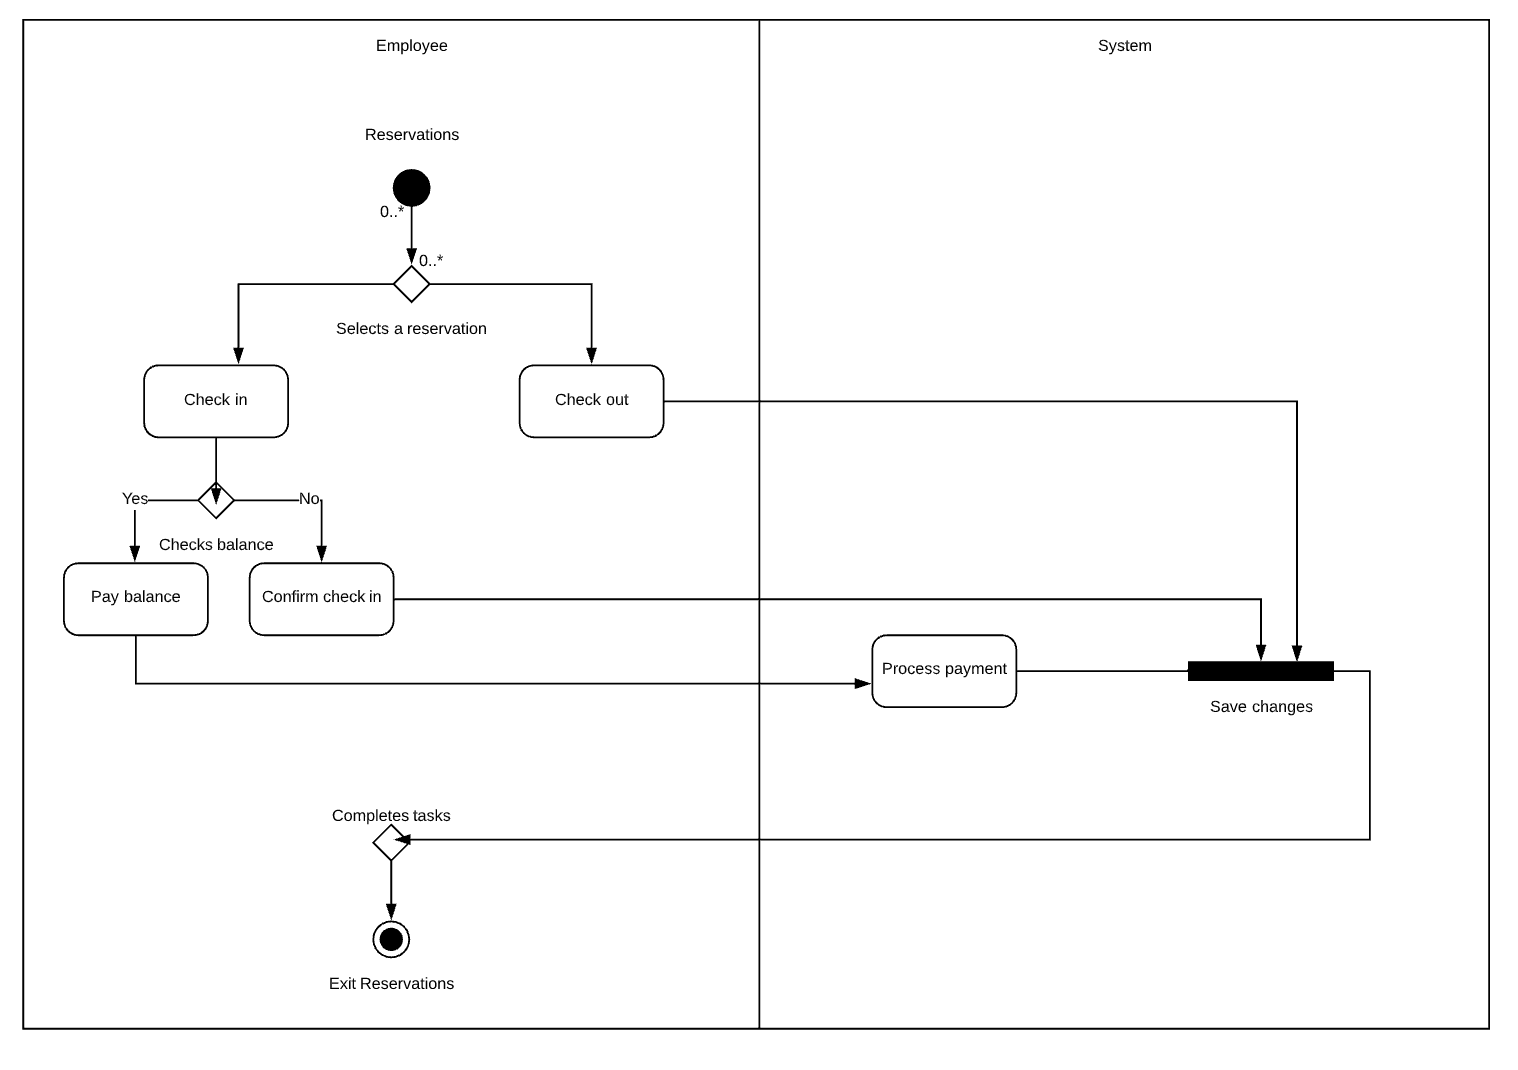 Employee
System
Reservations
0..*
0..*
Selects a reservation
Check in
Check out
Yes
No
Checks balance
Pay balance
Confirm check in
Process payment
Save changes
Completes tasks
Exit Reservations